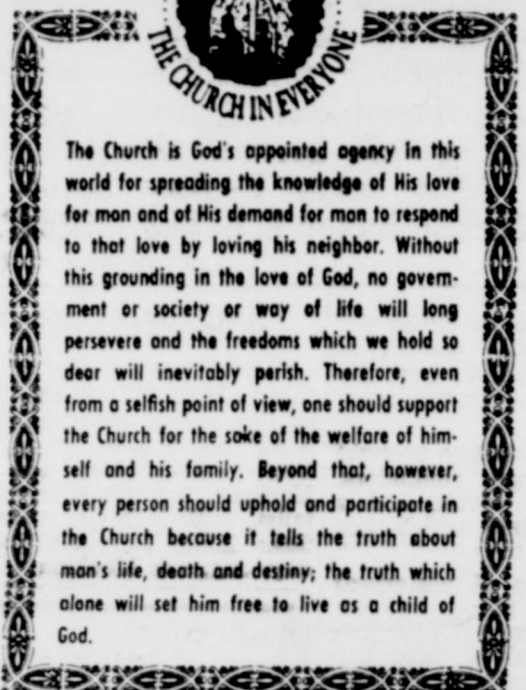 THE CHURCH IN EVERYONE
The Church is God's appointed agency in this
world for spreading the knowledge of His love
for man and of His demand for man to respond
to that love by loving his neighbor. Without
this grounding in the love of God, no govern-
ment or society or way of life will long
persevere and the freedoms which we hold so
dear will inevitably perish. Therefore, even
from a selfish point of view, one should support
the Church for the sake of the welfare of him-
self and his family. Beyond that, however,
every person should uphold and participate in
the Church because it tells the truth about
man's life, death and destiny; the truth which
alone will set him free to live as a child of
God.